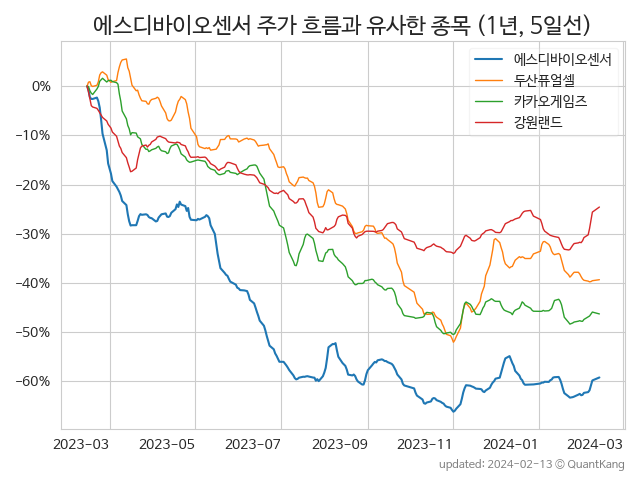 에스디바이오센서 주가 흐름과 유사한 종목 (1년, 5일선)
에스디바이오센서
두산퓨얼셀
카카오게임즈
강원랜드
0%
−10%
−20%
−30%
−40%
−50%
−60%
2023−03 2023−05 2023−07 2023−09 2023−11 2024−01 2024−03
updated: 2024−02−13 © QuantKang